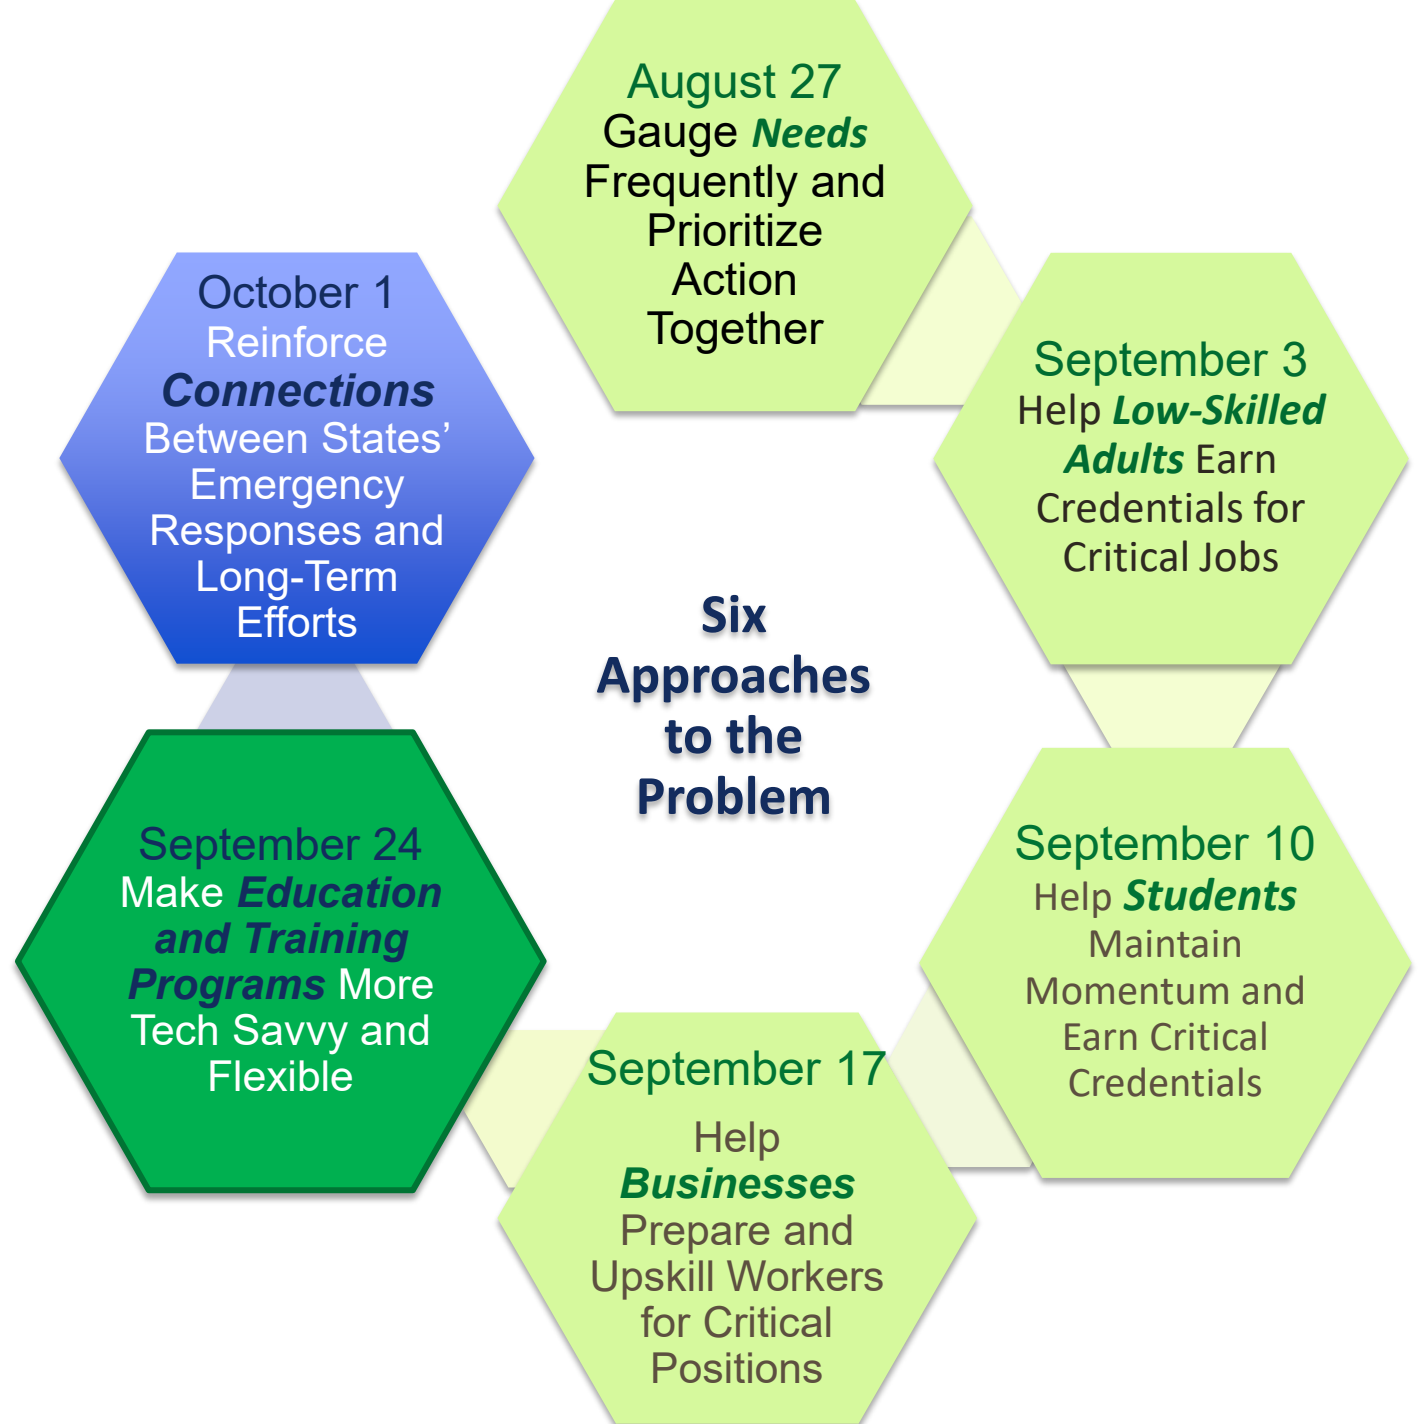 August 27
Gauge Needs
Frequently and
Prioritize
Action
Together
September 3
Help Low-Skilled
Adults Earn
Credentials for
Critical Jobs
September 10
Help Students
Maintain
Momentum and
Earn Critical
Credentials
September 17
Help
Businesses
Prepare and
Upskill Workers
for Critical
Positions
September 24
Make Education
and Training
Programs More
Tech Savvy and
Flexible
October 1
Reinforce
Connections
Between States’
Emergency
Responses and
Long-Term
Efforts
Six
Approaches
to the
Problem